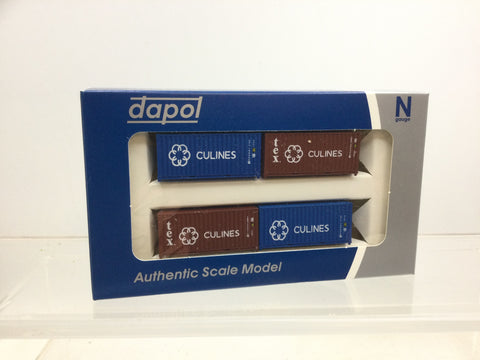 dapol
N
gauge
CULINES
tex
CULINES
tex
CULINES
CULINES
Authentic Scale Model